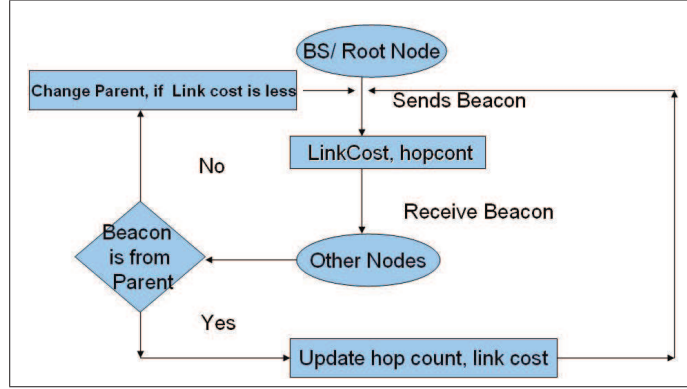 BS/ Root Node
Change Parent, if Link cost is less
Sends Beacon
LinkCost, hopcont
No
Receive Beacon
Beacon
is from
Parent
Other Nodes
Yes
Update hop count, link cost